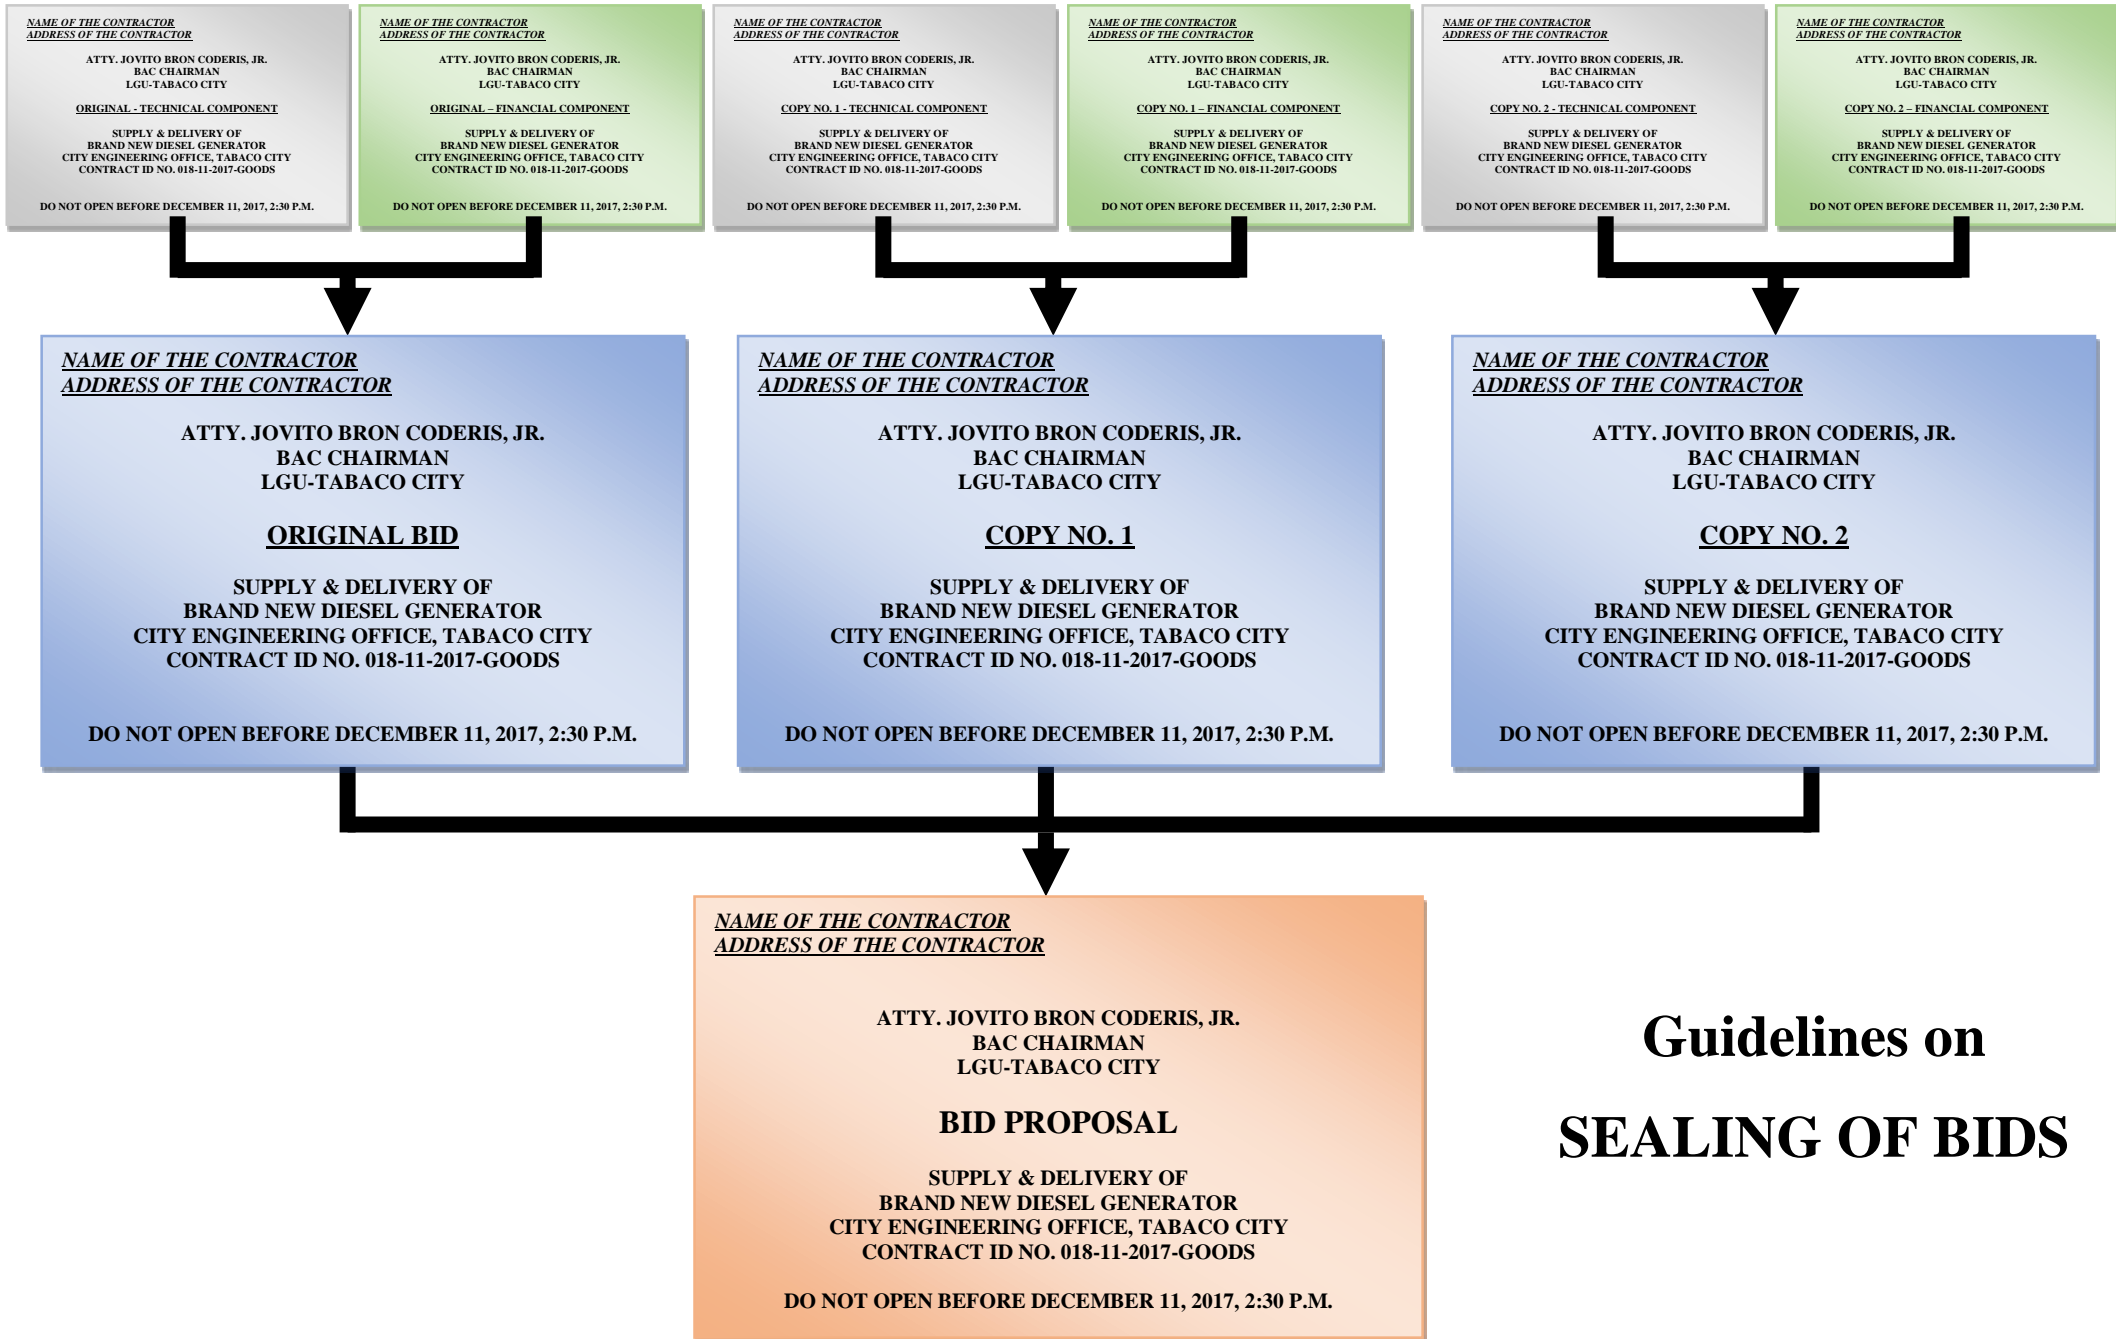 NAME OF THE CONTRACTOR
ADDRESS OF THE CONTRACTOR
ATTY. JOVITO BRON CODERIS, JR.
BAC CHAIRMAN
LGU-TABACO CITY
ORIGINAL - TECHNICAL COMPONENT
SUPPLY & DELIVERY OF
BRAND NEW DIESEL GENERATOR
CITY ENGINEERING OFFICE, TABACO CITY
CONTRACT ID NO. 018-11-2017-GOODS
DO NOT OPEN BEFORE DECEMBER 11, 2017, 2:30 P.M.
NAME OF THE CONTRACTOR
ADDRESS OF THE CONTRACTOR
ATTY. JOVITO BRON CODERIS, JR.
BAC CHAIRMAN
LGU-TABACO CITY
ORIGINAL – FINANCIAL COMPONENT
SUPPLY & DELIVERY OF
BRAND NEW DIESEL GENERATOR
CITY ENGINEERING OFFICE, TABACO CITY
CONTRACT ID NO. 018-11-2017-GOODS
DO NOT OPEN BEFORE DECEMBER 11, 2017, 2:30 P.M.
NAME OF THE CONTRACTOR
ADDRESS OF THE CONTRACTOR
ATTY. JOVITO BRON CODERIS, JR.
BAC CHAIRMAN
LGU-TABACO CITY
COPY NO. 1 - TECHNICAL COMPONENT
SUPPLY & DELIVERY OF
BRAND NEW DIESEL GENERATOR
CITY ENGINEERING OFFICE, TABACO CITY
CONTRACT ID NO. 018-11-2017-GOODS
DO NOT OPEN BEFORE DECEMBER 11, 2017, 2:30 P.M.
NAME OF THE CONTRACTOR
ADDRESS OF THE CONTRACTOR
ATTY. JOVITO BRON CODERIS, JR.
BAC CHAIRMAN
LGU-TABACO CITY
COPY NO. 1 – FINANCIAL COMPONENT
SUPPLY & DELIVERY OF
BRAND NEW DIESEL GENERATOR
CITY ENGINEERING OFFICE, TABACO CITY
CONTRACT ID NO. 018-11-2017-GOODS
DO NOT OPEN BEFORE DECEMBER 11, 2017, 2:30 P.M.
NAME OF THE CONTRACTOR
ADDRESS OF THE CONTRACTOR
ATTY. JOVITO BRON CODERIS, JR.
BAC CHAIRMAN
LGU-TABACO CITY
COPY NO. 2 - TECHNICAL COMPONENT
SUPPLY & DELIVERY OF
BRAND NEW DIESEL GENERATOR
CITY ENGINEERING OFFICE, TABACO CITY
CONTRACT ID NO. 018-11-2017-GOODS
DO NOT OPEN BEFORE DECEMBER 11, 2017, 2:30 P.M.
NAME OF THE CONTRACTOR
ADDRESS OF THE CONTRACTOR
ATTY. JOVITO BRON CODERIS, JR.
BAC CHAIRMAN
LGU-TABACO CITY
COPY NO. 2 – FINANCIAL COMPONENT
SUPPLY & DELIVERY OF
BRAND NEW DIESEL GENERATOR
CITY ENGINEERING OFFICE, TABACO CITY
CONTRACT ID NO. 018-11-2017-GOODS
DO NOT OPEN BEFORE DECEMBER 11, 2017, 2:30 P.M.
NAME OF THE CONTRACTOR
ADDRESS OF THE CONTRACTOR
ATTY. JOVITO BRON CODERIS, JR.
BAC CHAIRMAN
LGU-TABACO CITY
ORIGINAL BID
SUPPLY & DELIVERY OF
BRAND NEW DIESEL GENERATOR
CITY ENGINEERING OFFICE, TABACO CITY
CONTRACT ID NO. 018-11-2017-GOODS
DO NOT OPEN BEFORE DECEMBER 11, 2017, 2:30 P.M.
NAME OF THE CONTRACTOR
ADDRESS OF THE CONTRACTOR
ATTY. JOVITO BRON CODERIS, JR.
BAC CHAIRMAN
LGU-TABACO CITY
COPY NO. 1
SUPPLY & DELIVERY OF
BRAND NEW DIESEL GENERATOR
CITY ENGINEERING OFFICE, TABACO CITY
CONTRACT ID NO. 018-11-2017-GOODS
DO NOT OPEN BEFORE DECEMBER 11, 2017, 2:30 P.M.
NAME OF THE CONTRACTOR
ADDRESS OF THE CONTRACTOR
ATTY. JOVITO BRON CODERIS, JR.
BAC CHAIRMAN
LGU-TABACO CITY
COPY NO. 2
SUPPLY & DELIVERY OF
BRAND NEW DIESEL GENERATOR
CITY ENGINEERING OFFICE, TABACO CITY
CONTRACT ID NO. 018-11-2017-GOODS
DO NOT OPEN BEFORE DECEMBER 11, 2017, 2:30 P.M.
NAME OF THE CONTRACTOR
ADDRESS OF THE CONTRACTOR
ATTY. JOVITO BRON CODERIS, JR.
BAC CHAIRMAN
LGU-TABACO CITY
BID PROPOSAL
SUPPLY & DELIVERY OF
BRAND NEW DIESEL GENERATOR
CITY ENGINEERING OFFICE, TABACO CITY
CONTRACT ID NO. 018-11-2017-GOODS
DO NOT OPEN BEFORE DECEMBER 11, 2017, 2:30 P.M.
Guidelines on
SEALING OF BIDS